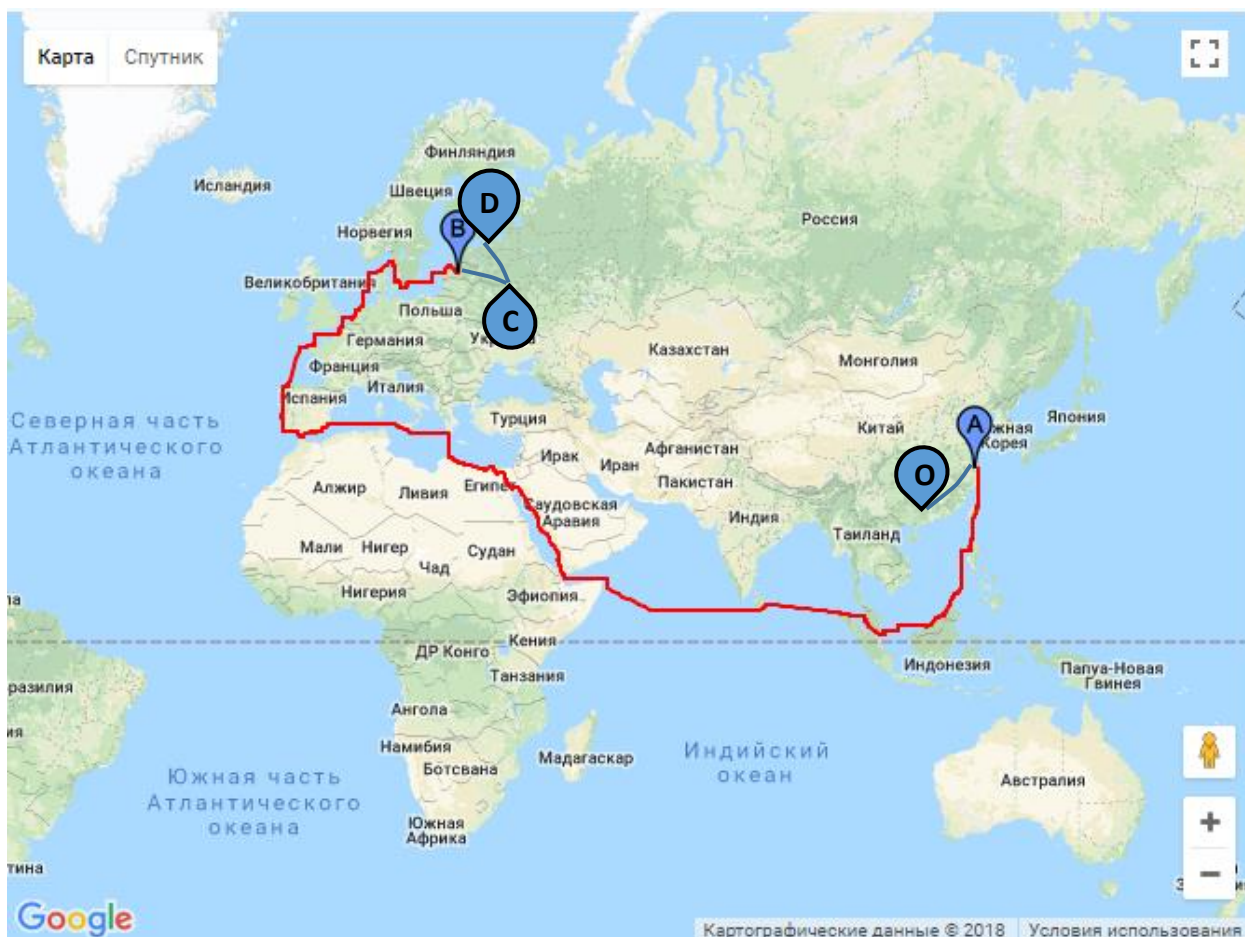 Карта
Спутник
Финляндия
Исландия
Швеция
D
Россия
Норвегия
B
Великобритания
Польша
C
Германия
Казахстан
Монголия
Франция
Италия
Испания
Северная часть
Атлантического
океана
Турция
Китай
A
Япония
Корея
Афганистан
Ирак
Иран
O
Пакистан
Алжир
Ливия
Саудовская
Аравия
Индия
Таиланд
Мали
Нигер
Судан
Чад
Нигерия
Эфиопия
ДР Конго
Кения
Индонезия
Папуа-Новая
Гвинея
Танзания
разилия
Ангола
Намибия
Ботсвана
Мадагаскар
Индийский
океан
Австралия
Южная часть
Атлантического
океана
Южная
Африка
тина
+
−
Google
Картографические данные © 2018
Условия использования